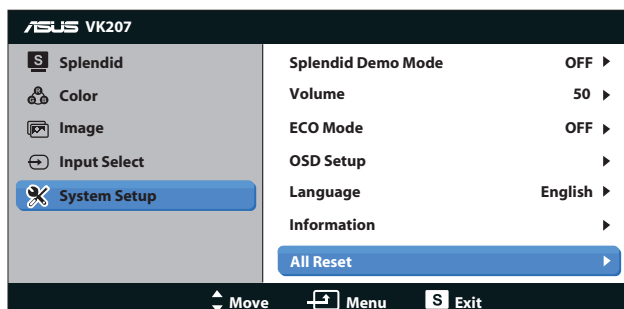 ASUS VK207
S Splendid
Color
Image
Input Select
System Setup
Splendid Demo Mode OFF
Volume 50
ECO Mode OFF
OSD Setup
Language English
Information
All Reset
Move Menu S Exit